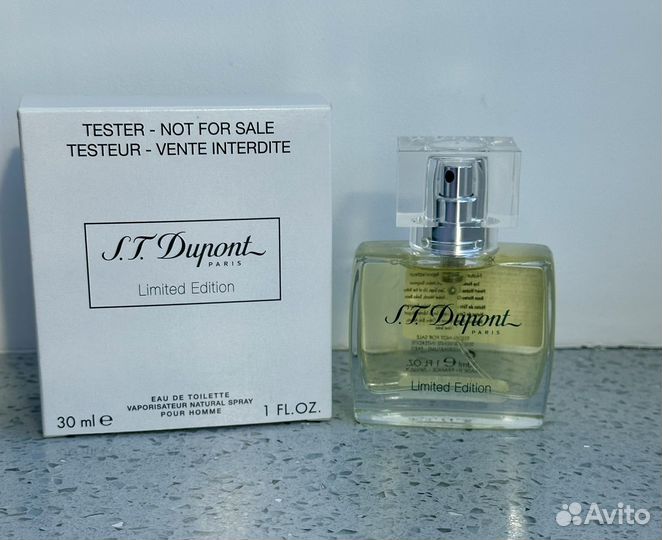 TESTER - NOT FOR SALE
TESTEUR - VENTE INTERDITE
S.T. Dupont
PARIS
Limited Edition
EAU DE TOILETTE
VAPORISATEUR NATURAL SPRAY
POUR HOMME
30 ml e
1 FL.OZ.
S.T. Dupont
PARIS
Limited Edition
Avito